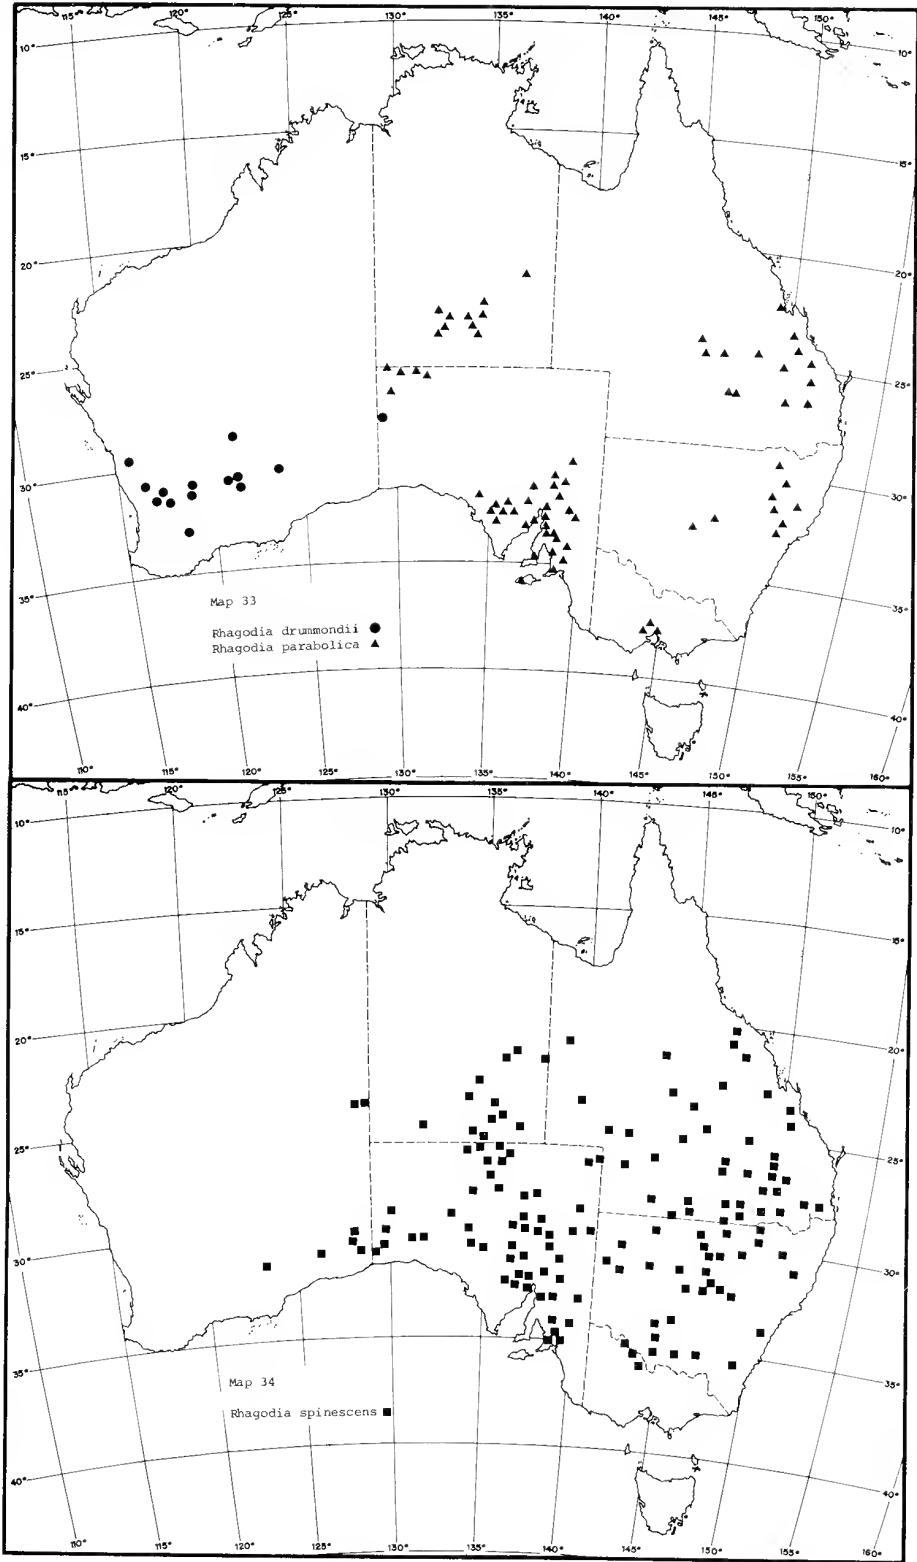 115° 120° 125° 130° 135° 140° 145° 150°
10° 10°
15° 15°
20° 20°
25° 25°
30° 30°
Map 33
35° 35°
Rhagodia drummondii
Rhagodia parabolica
40° 40°
110° 115° 120° 125° 130° 135° 140° 145° 150° 155° 160°
115° 120° 125° 130° 135° 140° 145° 150°
10° 10°
15° 15°
20° 20°
25° 25°
30° 30°
35° 35°
Map 34
Rhagodia spinescens
40° 40°
110° 115° 120° 125° 130° 135° 140° 145° 150° 155° 160°